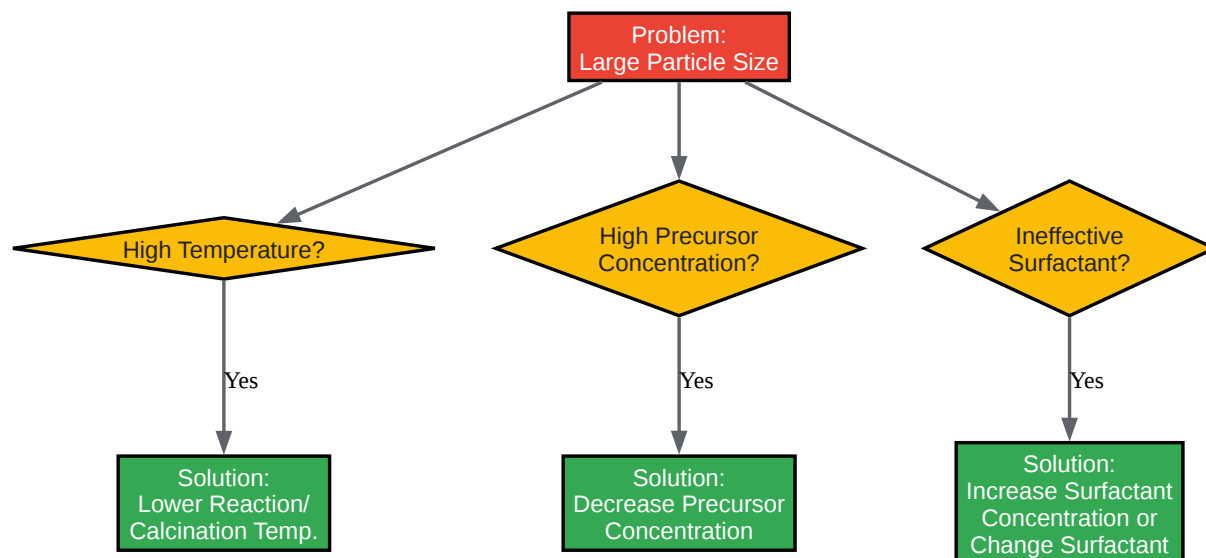 Problem:
Large Particle Size
High Temperature?
High Precursor
Concentration?
Ineffective
Surfactant?
Yes
Yes
Yes
Solution:
Lower Reaction/
Calcination Temp.
Solution:
Decrease Precursor
Concentration
Solution:
Increase Surfactant
Concentration or
Change Surfactant